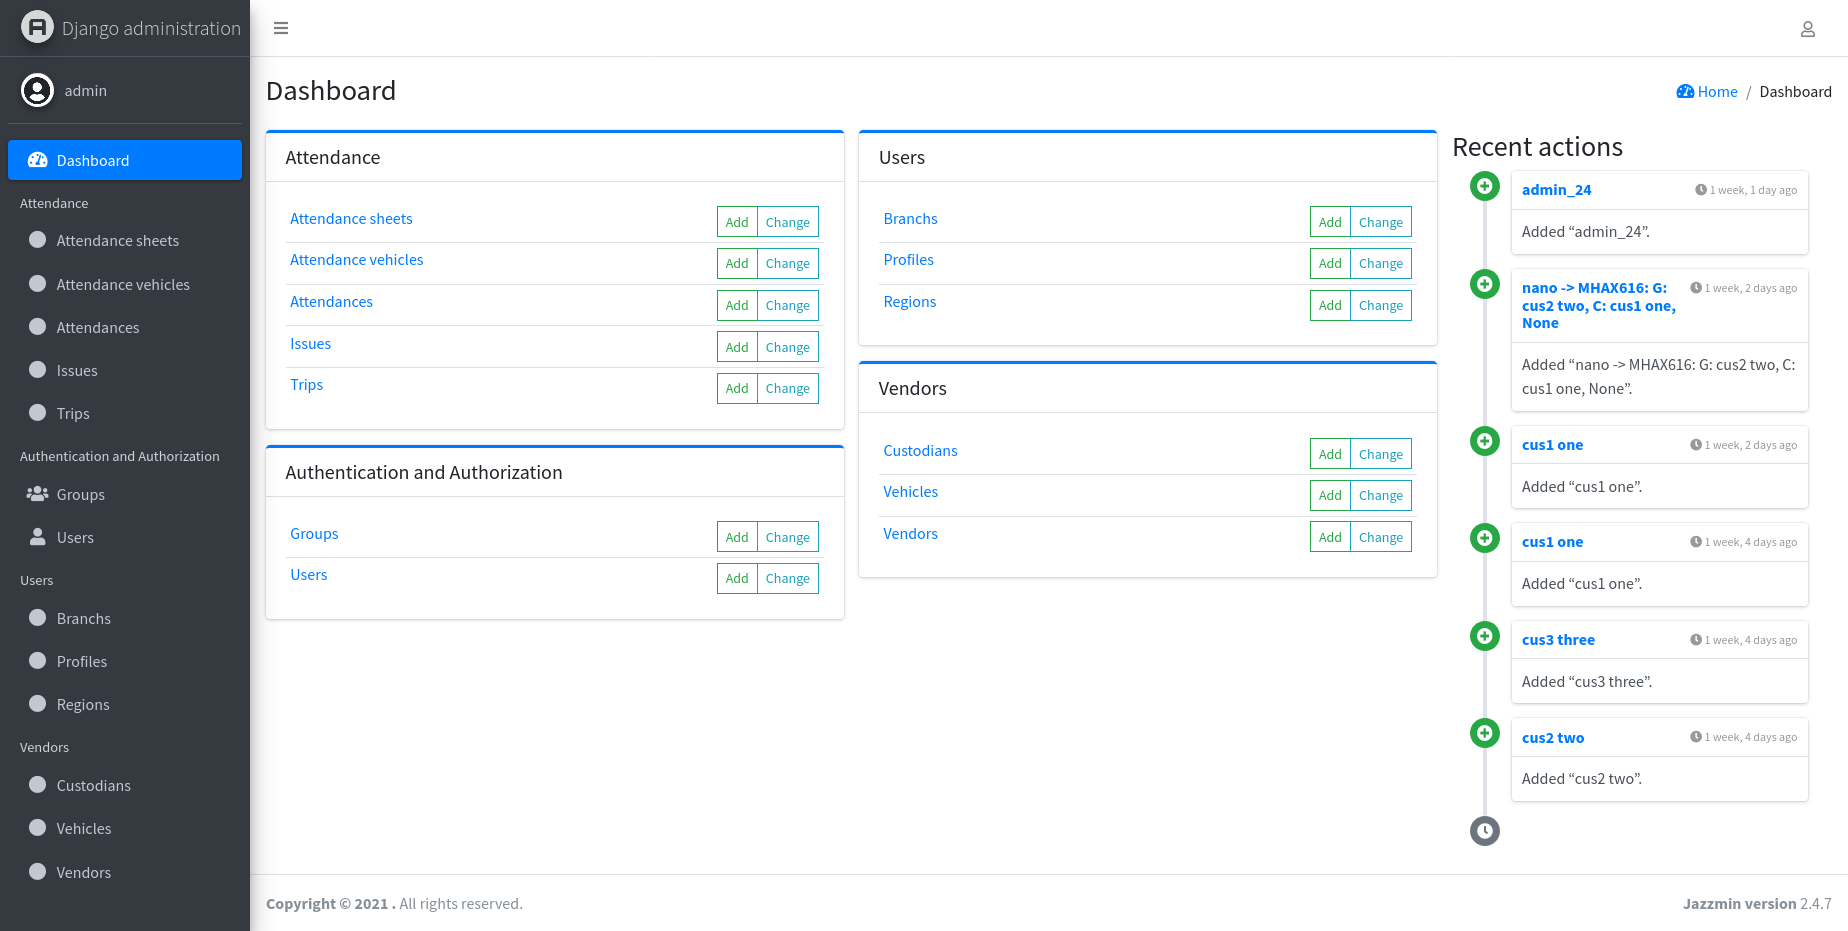 Django administration
admin
Dashboard
Attendance
Attendance sheets
Attendance vehicles
Attendances
Issues
Trips
Authentication and Authorization
Groups
Users
Users
Branchs
Profiles
Regions
Vendors
Custodians
Vehicles
Vendors
Dashboard
Home / Dashboard
Attendance
Attendance sheets Add Change
Attendance vehicles Add Change
Attendances Add Change
Issues Add Change
Trips Add Change
Authentication and Authorization
Groups Add Change
Users Add Change
Users
Branchs Add Change
Profiles Add Change
Regions Add Change
Vendors
Custodians Add Change
Vehicles Add Change
Vendors Add Change
Recent actions
admin_24 1 week, 1 day ago
Added “admin_24”.
nano -> MHAX616: G: 1 week, 2 days ago
cus2 two, C: cus1 one,
None
Added “nano -> MHAX616: G: cus2 two, C:
cus1 one, None”.
cus1 one 1 week, 2 days ago
Added “cus1 one”.
cus1 one 1 week, 4 days ago
Added “cus1 one”.
cus3 three 1 week, 4 days ago
Added “cus3 three”.
cus2 two 1 week, 4 days ago
Added “cus2 two”.
Copyright © 2021 . All rights reserved.
Jazzmin version 2.4.7